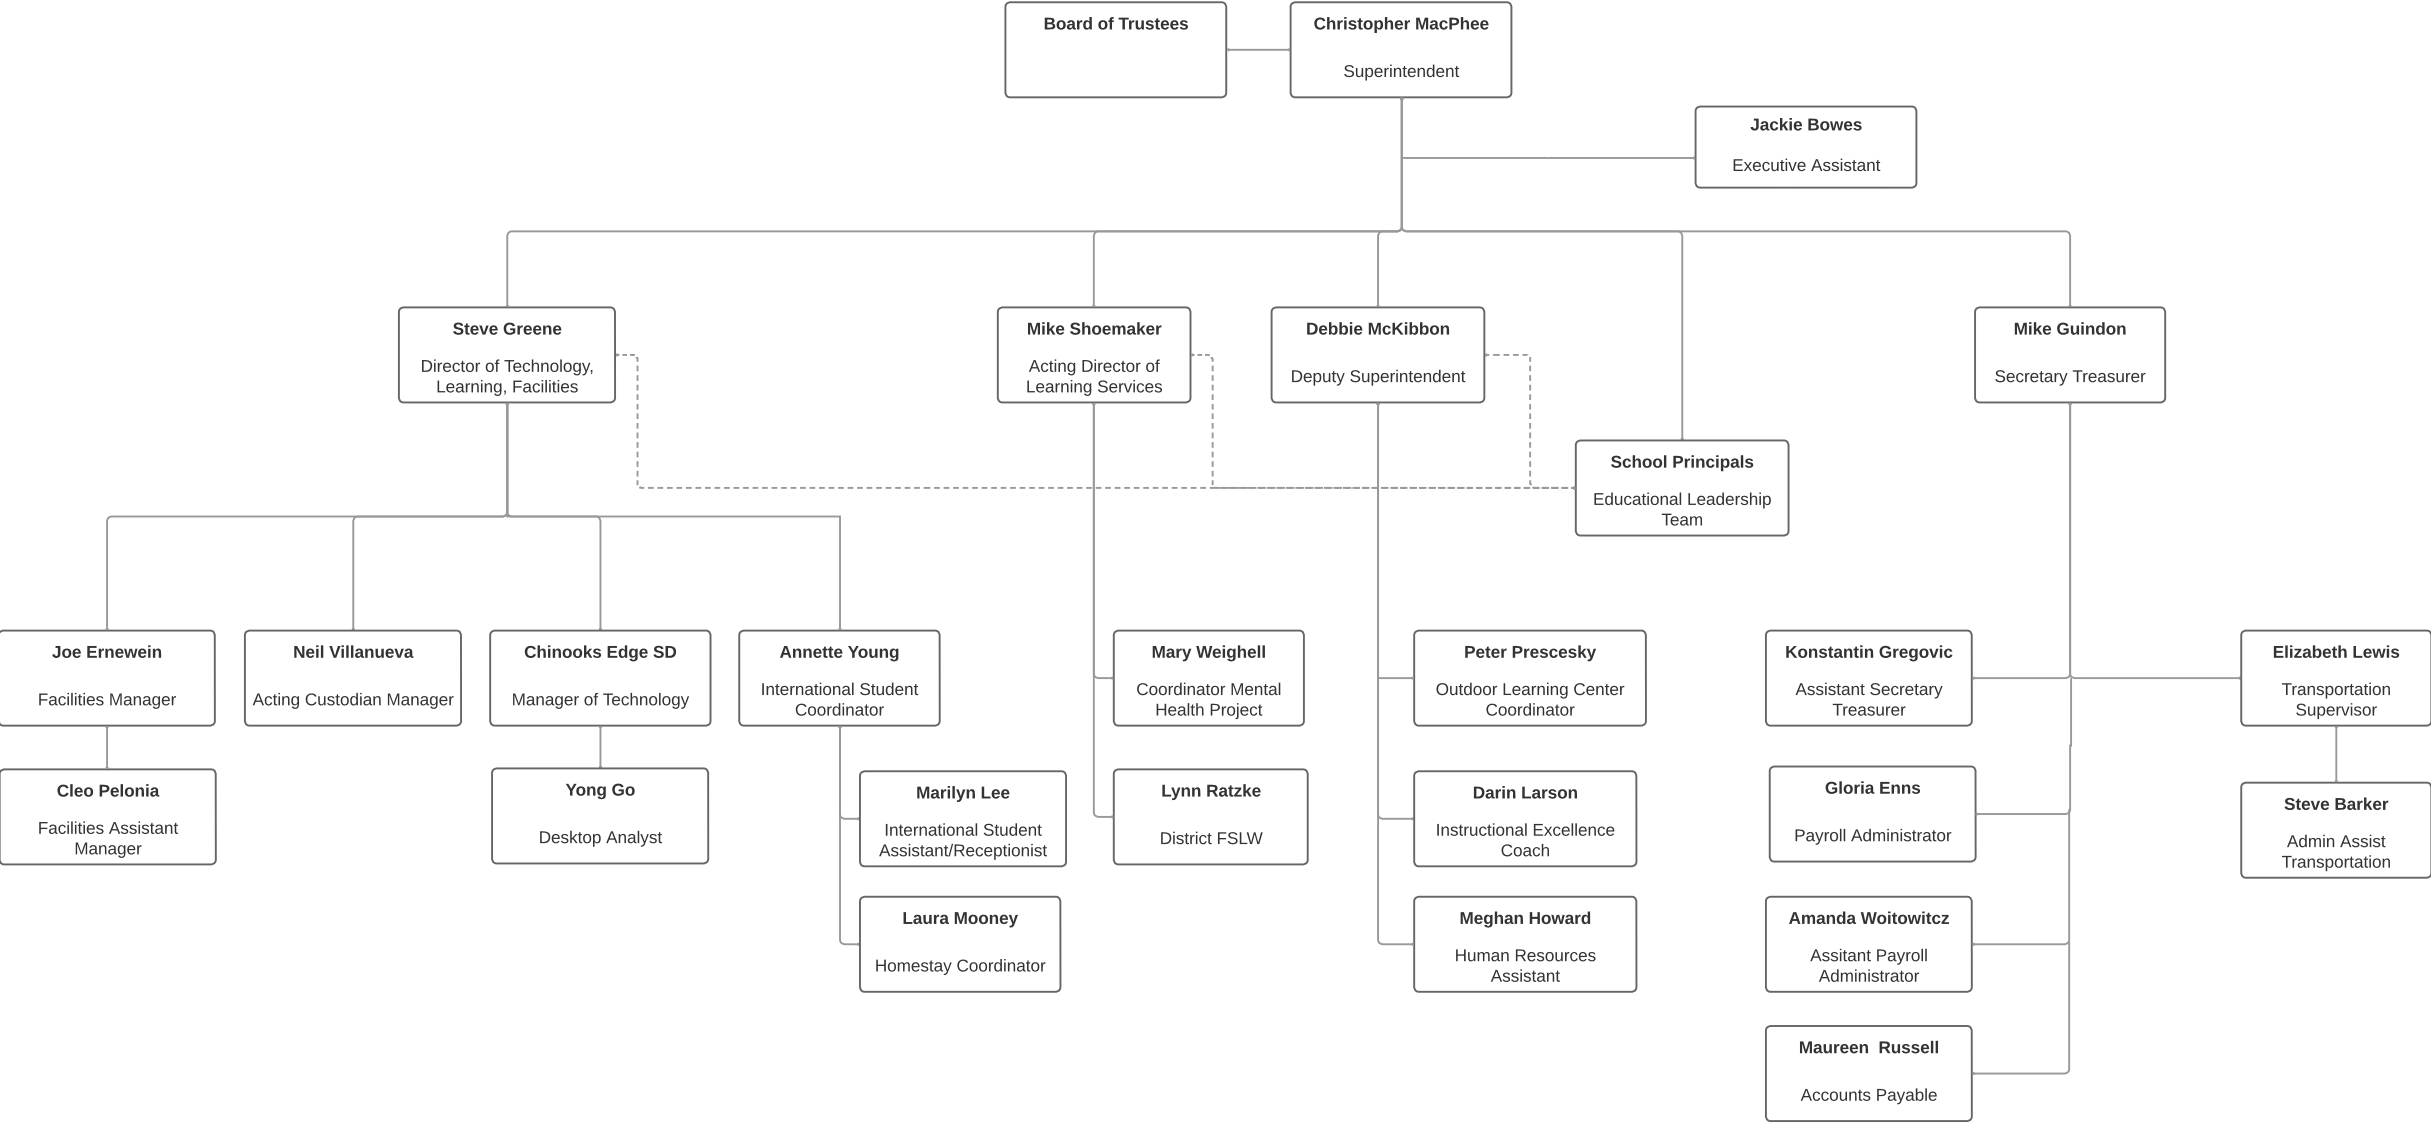 Board of Trustees
Christopher MacPhee
Superintendent
Jackie Bowes
Executive Assistant
Steve Greene
Director of Technology,
Learning, Facilities
Mike Shoemaker
Acting Director of
Learning Services
Debbie McKibbon
Deputy Superintendent
Mike Guindon
Secretary Treasurer
School Principals
Educational Leadership
Team
Joe Ernewein
Facilities Manager
Neil Villanueva
Acting Custodian Manager
Chinooks Edge SD
Manager of Technology
Annette Young
International Student
Coordinator
Mary Weighell
Coordinator Mental
Health Project
Peter Prescesky
Outdoor Learning Center
Coordinator
Konstantin Gregovic
Assistant Secretary
Treasurer
Elizabeth Lewis
Transportation
Supervisor
Cleo Pelonia
Facilities Assistant
Manager
Yong Go
Desktop Analyst
Marilyn Lee
International Student
Assistant/Receptionist
Lynn Ratzke
District FSLW
Darin Larson
Instructional Excellence
Coach
Gloria Enns
Payroll Administrator
Steve Barker
Admin Assist
Transportation
Laura Mooney
Homestay Coordinator
Meghan Howard
Human Resources
Assistant
Amanda Woitowitcz
Assitant Payroll
Administrator
Maureen  Russell
Accounts Payable